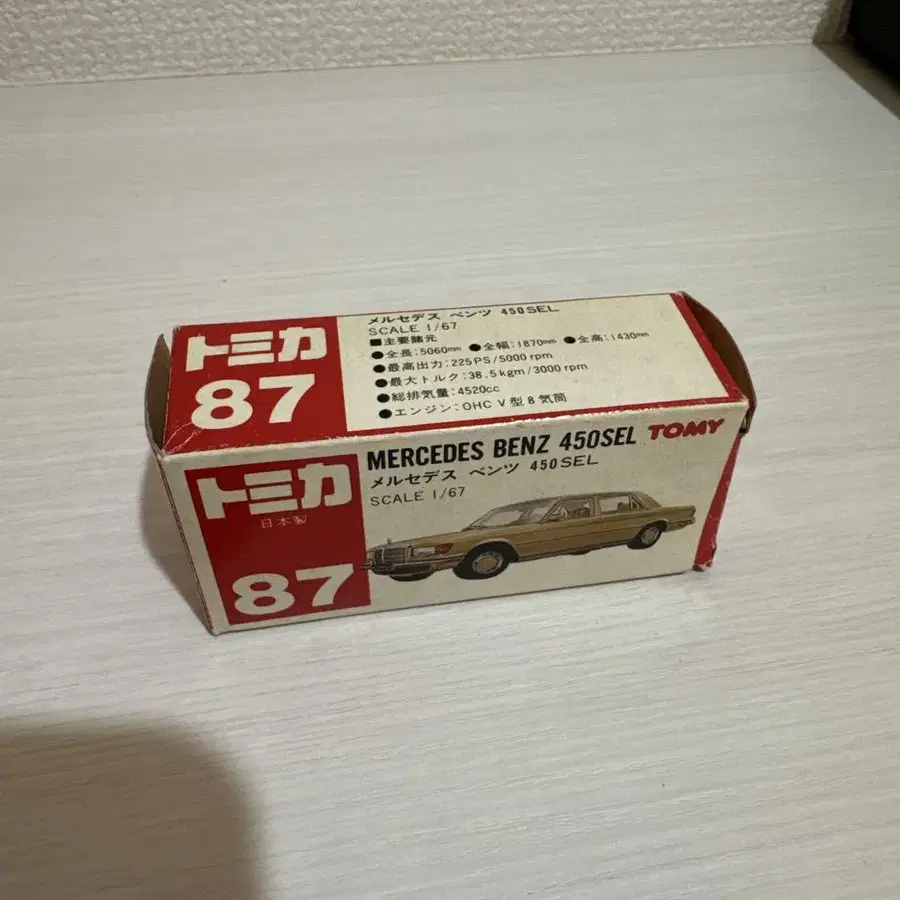 トミカ
87
メルセデス ベンツ 450SEL
SCALE 1/67
■主要諸元
●全長:5060mm ●全幅:1870mm ●全高:1430mm
●最高出力:225PS/5000rpm
●最大トルク:38.5kgm/3000rpm
●総排気量:4520cc
●エンジン:OHC V型8気筒
トミカ
日本製
87
MERCEDES BENZ 450SEL TOMY
メルセデス ベンツ 450SEL
SCALE 1/67